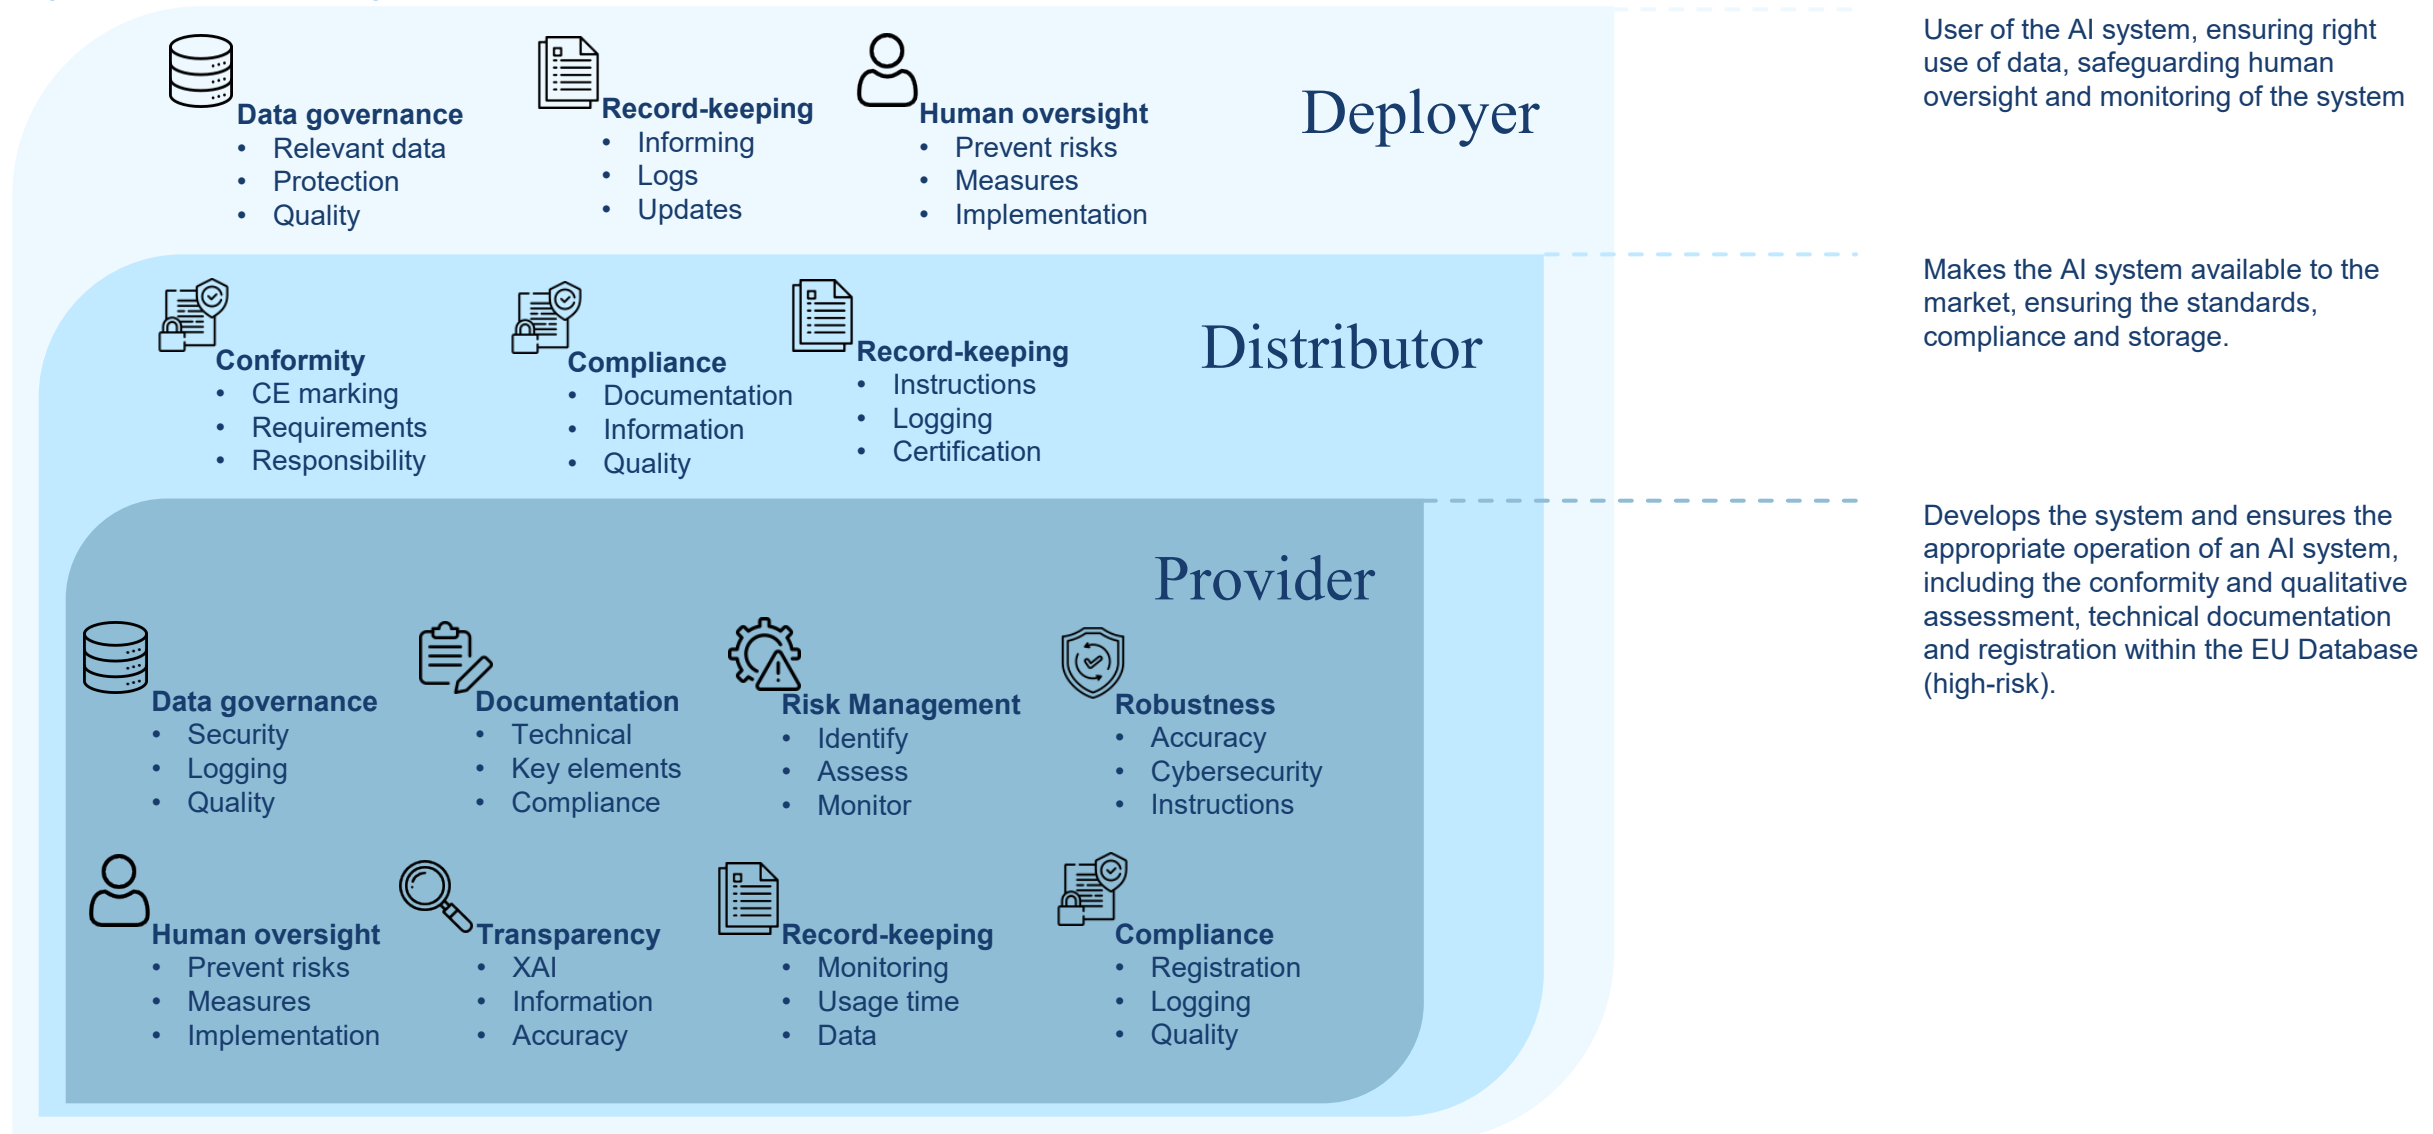 Data governance
• Relevant data
• Protection
• Quality
Record-keeping
• Informing
• Logs
• Updates
Human oversight
• Prevent risks
• Measures
• Implementation
Deployer
User of the AI system, ensuring right
use of data, safeguarding human
oversight and monitoring of the system
Conformity
• CE marking
• Requirements
• Responsibility
Compliance
• Documentation
• Information
• Quality
Record-keeping
• Instructions
• Logging
• Certification
Distributor
Makes the AI system available to the
market, ensuring the standards,
compliance and storage.
Provider
Develops the system and ensures the
appropriate operation of an AI system,
including the conformity and qualitative
assessment, technical documentation
and registration within the EU Database
(high-risk).
Data governance
• Security
• Logging
• Quality
Documentation
• Technical
• Key elements
• Compliance
Risk Management
• Identify
• Assess
• Monitor
Robustness
• Accuracy
• Cybersecurity
• Instructions
Human oversight
• Prevent risks
• Measures
• Implementation
Transparency
• XAI
• Information
• Accuracy
Record-keeping
• Monitoring
• Usage time
• Data
Compliance
• Registration
• Logging
• Quality